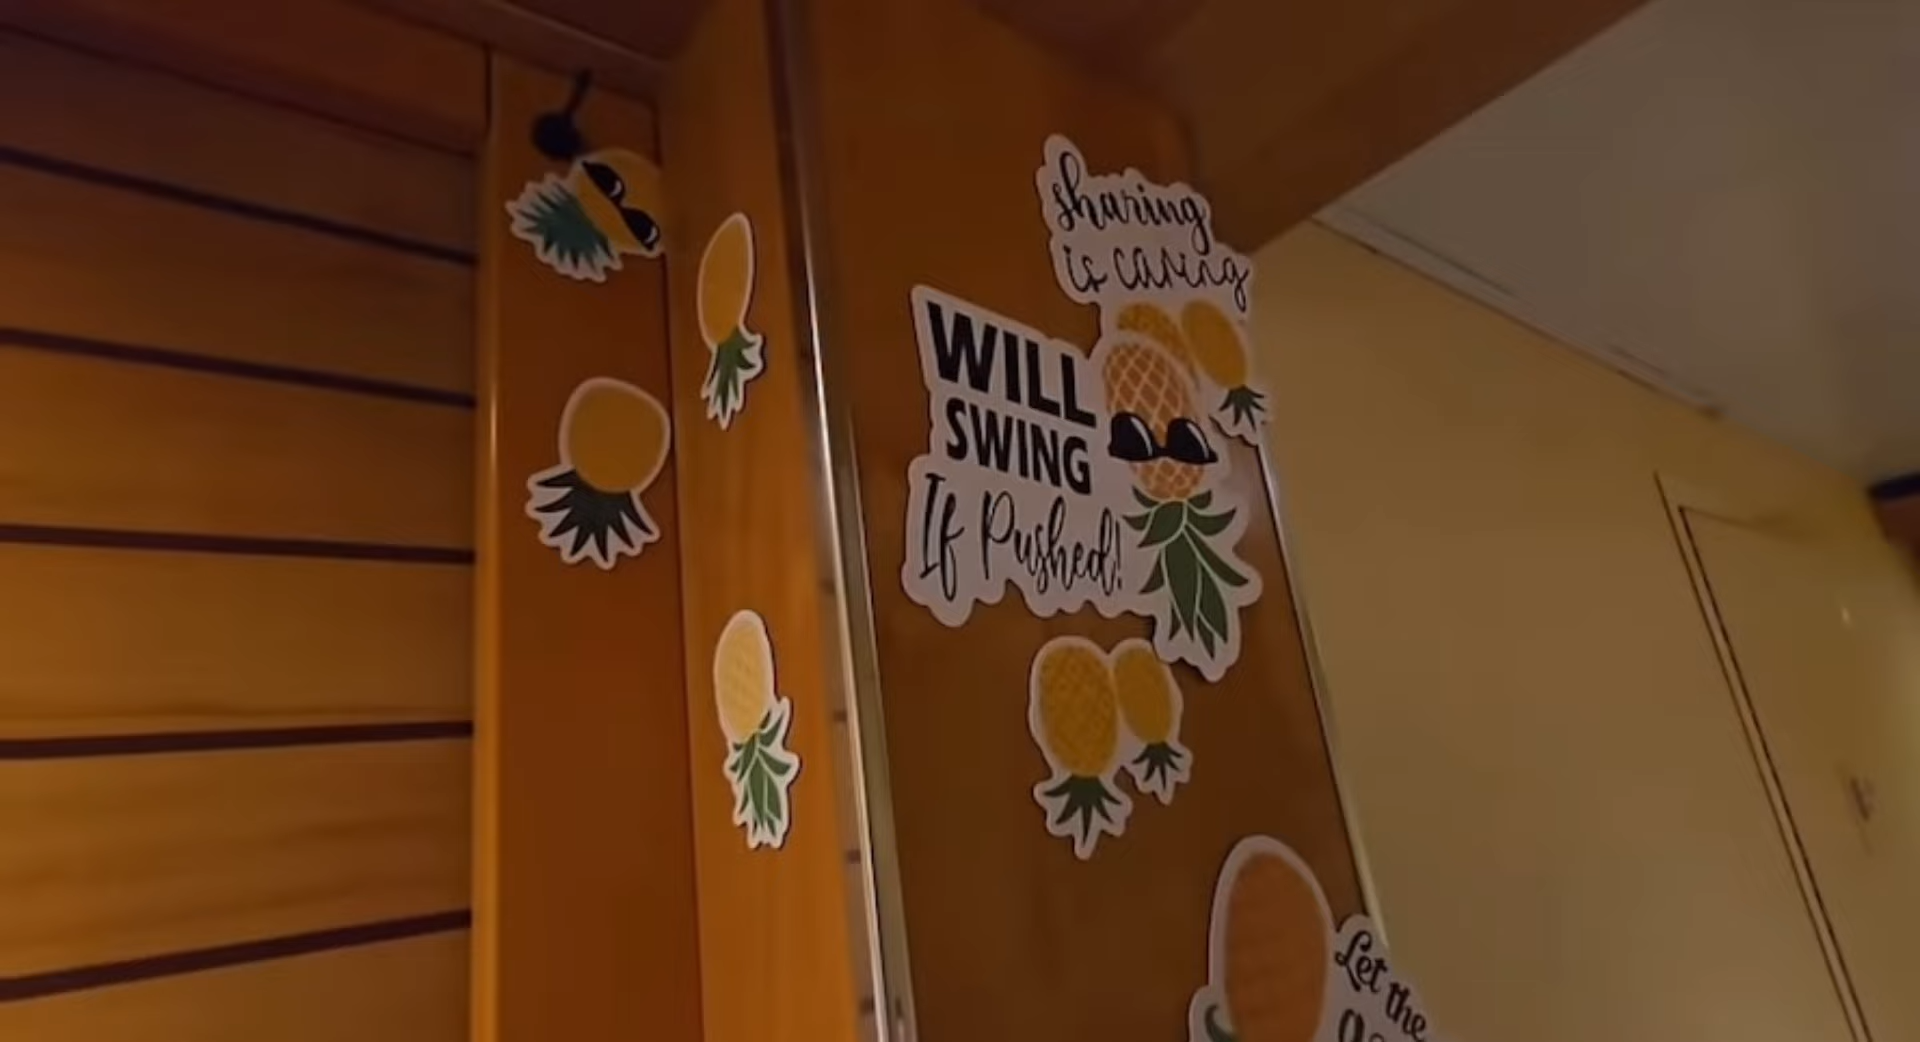 sharing
is caring
WILL
SWING
If Pushed!
Let the